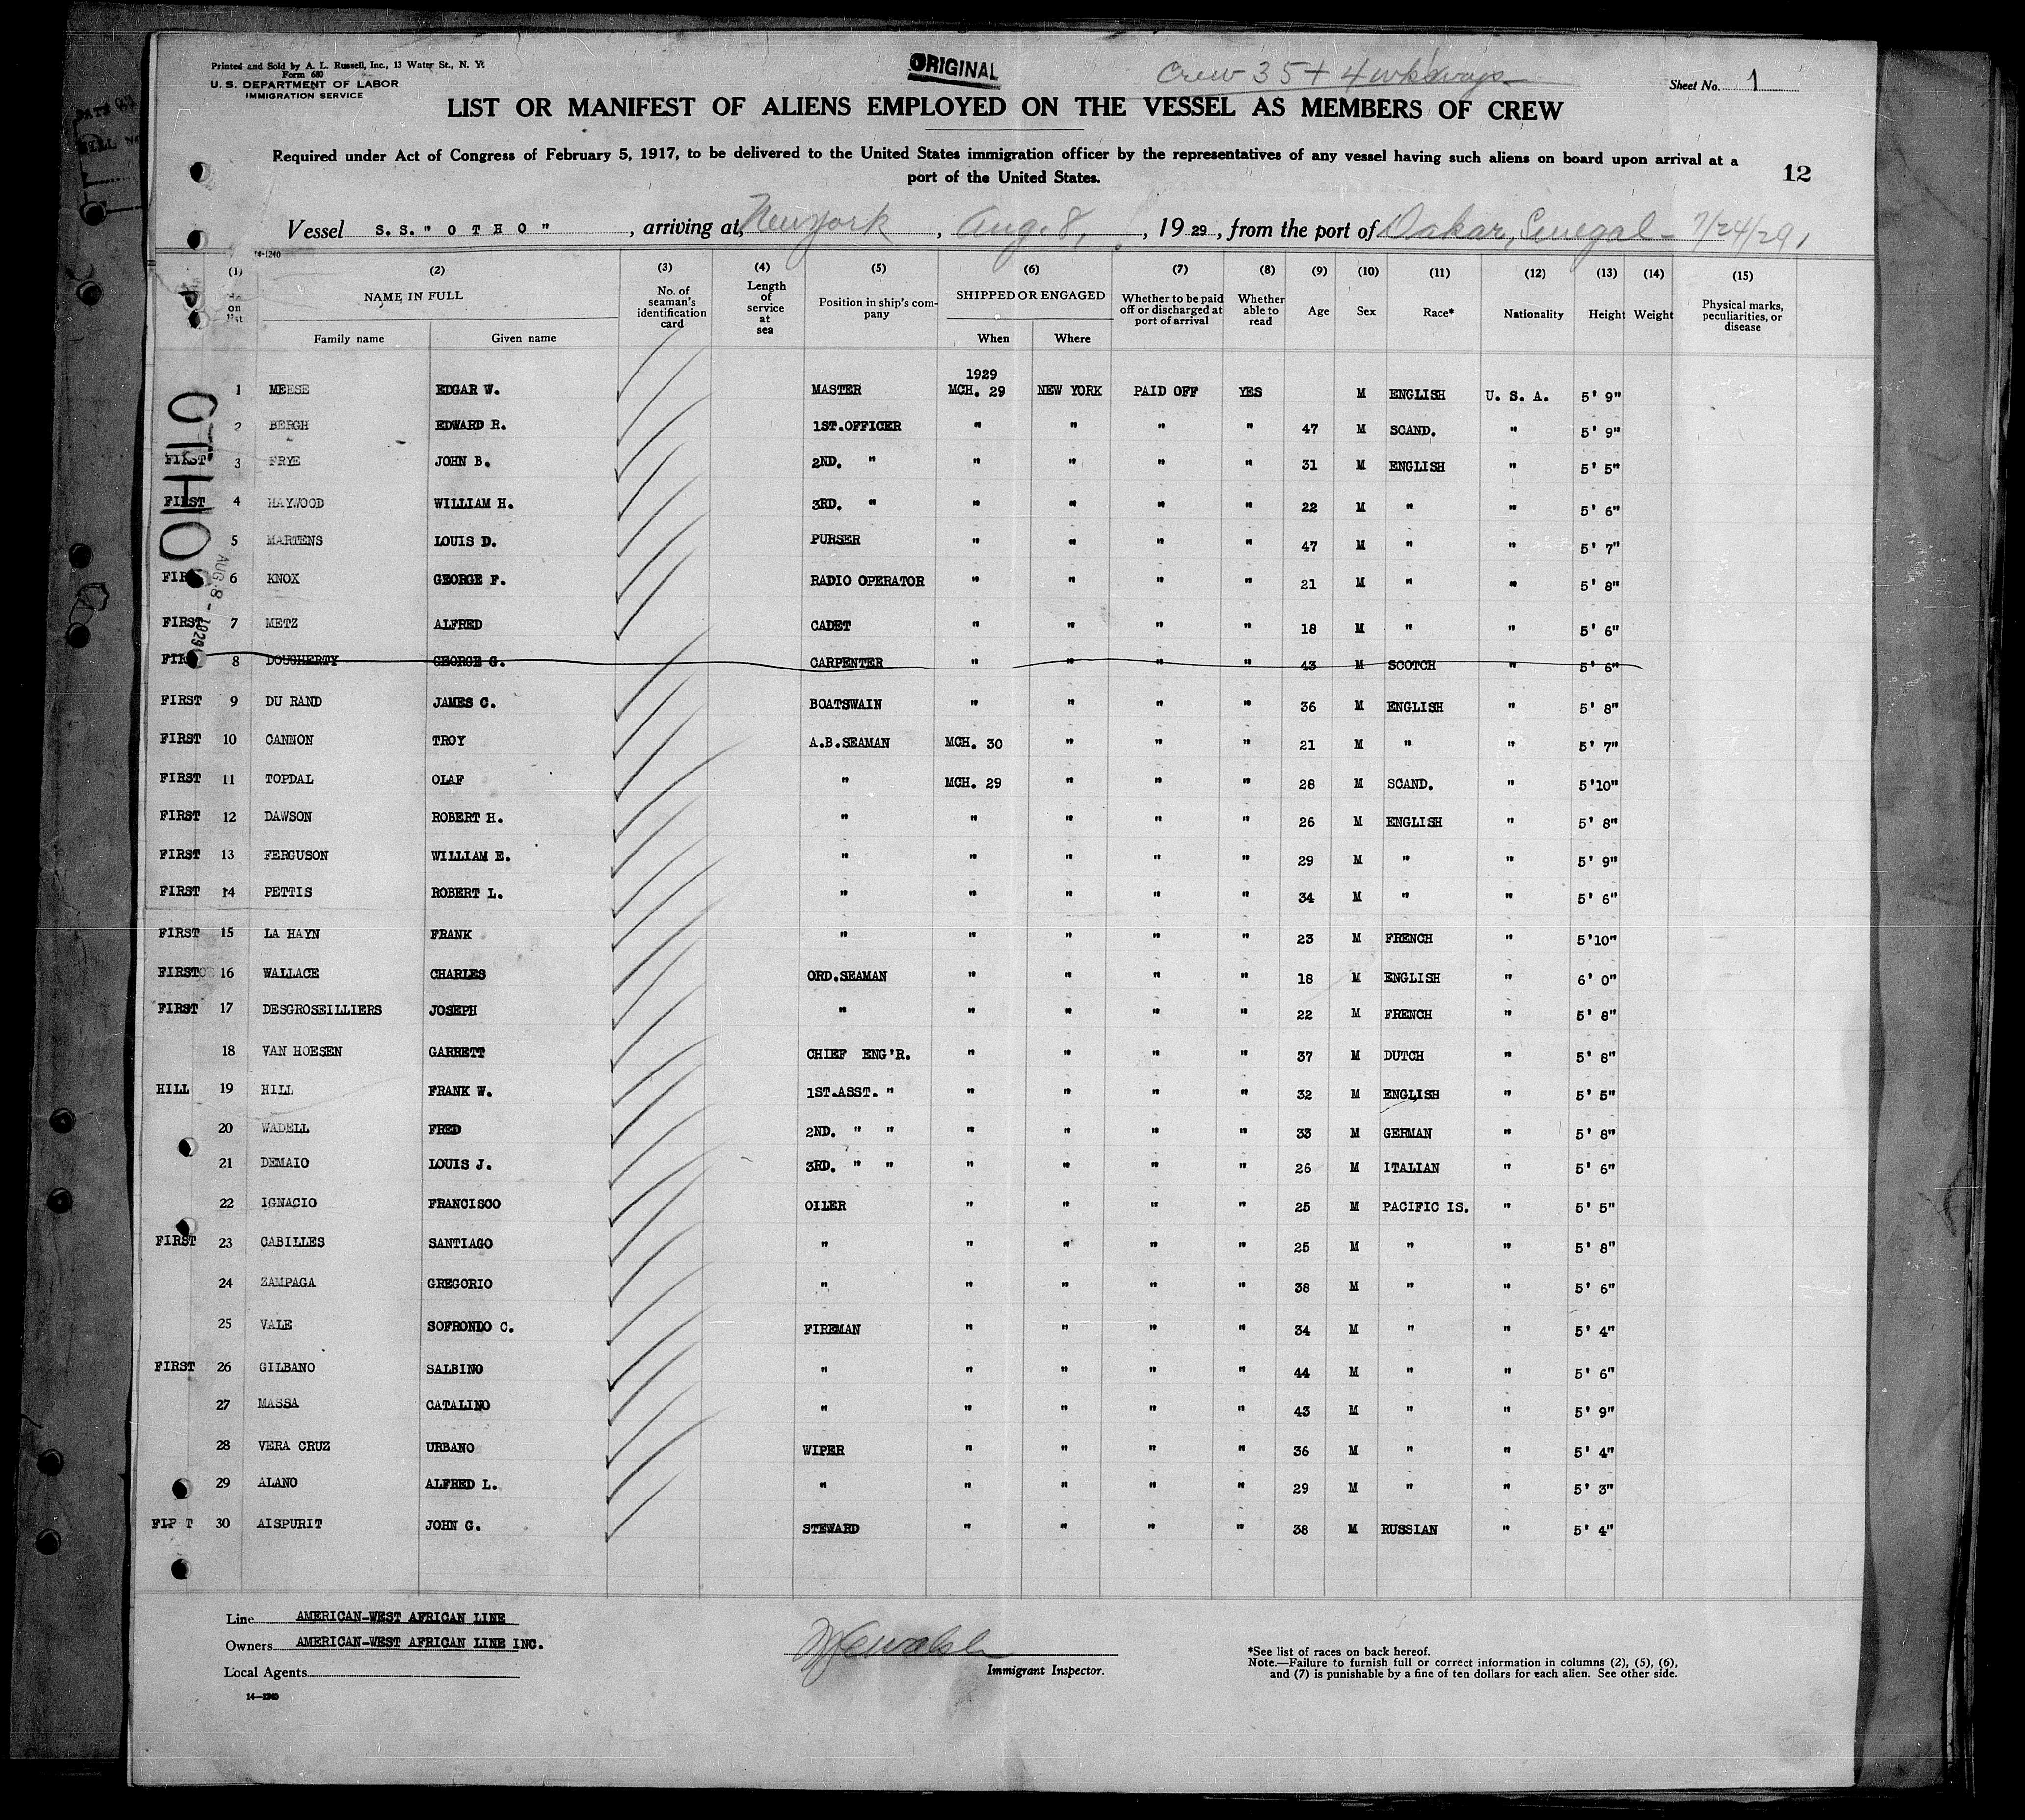 Printed and Sold by A. L. Russell, Inc., 13 Water St., N. Y.
Form 680
U. S. DEPARTMENT OF LABOR
IMMIGRATION SERVICE
ORIGINAL
Crew 35 + 4 wkaways
Sheet No. 1
LIST OR MANIFEST OF ALIENS EMPLOYED ON THE VESSEL AS MEMBERS OF CREW
Required under Act of Congress of February 5, 1917, to be delivered to the United States immigration officer by the representatives of any vessel having such aliens on board upon arrival at a
port of the United States.
12
Vessel S.S. " O T H O " , arriving at New York , Aug. 8, , 19 29 , from the port of Dakar, Senegal - 7/24/29
14-1240
(1) (2) (3) (4) (5) (6) (7) (8) (9) (10) (11) (12) (13) (14) (15)
No on list NAME IN FULL Family name Given name No. of seaman's identification card Length of service at sea Position in ship's company SHIPPED OR ENGAGED When Where Whether to be paid off or discharged at port of arrival Whether able to read Age Sex Race* Nationality Height Weight Physical marks, peculiarities, or disease
OTHO
AUG. 8 - 1929
1929
1 MEESE EDGAR W. MASTER MCH. 29 NEW YORK PAID OFF YES M ENGLISH U. S. A. 5' 9"
2 BERGH EDWARD R. 1ST.OFFICER " " " " 47 M SCAND. " 5' 9"
FIRST 3 FRYE JOHN B. 2ND. " " " " " 31 M ENGLISH " 5' 5"
FIRST 4 HAYWOOD WILLIAM H. 3RD. " " " " " 22 M " " 5' 6"
5 MARTENS LOUIS D. PURSER " " " " 47 M " " 5' 7"
FIRST 6 KNOX GEORGE F. RADIO OPERATOR " " " " 21 M " " 5' 8"
FIRST 7 METZ ALFRED CADET " " " " 18 M " " 5' 6"
FIRST 8 DOUGHERTY GEORGE G. CARPENTER " " " " 43 M SCOTCH " 5' 6"
FIRST 9 DU RAND JAMES C. BOATSWAIN " " " " 36 M ENGLISH " 5' 8"
FIRST 10 CANNON TROY A.B.SEAMAN MCH. 30 " " " 21 M " " 5' 7"
FIRST 11 TOPDAL OLAF " MCH. 29 " " " 28 M SCAND. " 5'10"
FIRST 12 DAWSON ROBERT H. " " " " " 26 M ENGLISH " 5' 8"
FIRST 13 FERGUSON WILLIAM E. " " " " " 29 M " " 5' 9"
FIRST 14 PETTIS ROBERT L. " " " " " 34 M " " 5' 6"
FIRST 15 LA HAYN FRANK " " " " " 23 M FRENCH " 5'10"
FIRST 16 WALLACE CHARLES ORD.SEAMAN " " " " 18 M ENGLISH " 6' 0"
FIRST 17 DESGROSEILLIERS JOSEPH " " " " " 22 M FRENCH " 5' 8"
18 VAN HOESEN GARRETT CHIEF ENG'R. " " " " 37 M DUTCH " 5' 8"
HILL 19 HILL FRANK W. 1ST.ASST. " " " " " 32 M ENGLISH " 5' 5"
20 WADELL FRED 2ND. " " " " " " 33 M GERMAN " 5' 8"
21 DEMAIO LOUIS J. 3RD. " " " " " " 26 M ITALIAN " 5' 6"
22 IGNACIO FRANCISCO OILER " " " " 25 M PACIFIC IS. " 5' 5"
FIRST 23 CABILLES SANTIAGO " " " " " 25 M " " 5' 8"
24 ZAMPAGA GREGORIO " " " " " 38 M " " 5' 6"
25 VALE SOFRONDO C. FIREMAN " " " " 34 M " " 5' 4"
FIRST 26 GILBANO SALBINO " " " " " 44 M " " 5' 6"
27 MASSA CATALINO " " " " " 43 M " " 5' 9"
28 VERA CRUZ URBANO WIPER " " " " 36 M " " 5' 4"
29 ALANO ALFRED L. " " " " " 29 M " " 5' 3"
FIRST 30 AISPURIT JOHN G. STEWARD " " " " 38 M RUSSIAN " 5' 4"
Line AMERICAN-WEST AFRICAN LINE
Owners AMERICAN-WEST AFRICAN LINE INC.
Local Agents
14-1240
Immigrant Inspector.
*See list of races on back hereof.
Note.—Failure to furnish full or correct information in columns (2), (5), (6),
and (7) is punishable by a fine of ten dollars for each alien. See other side.